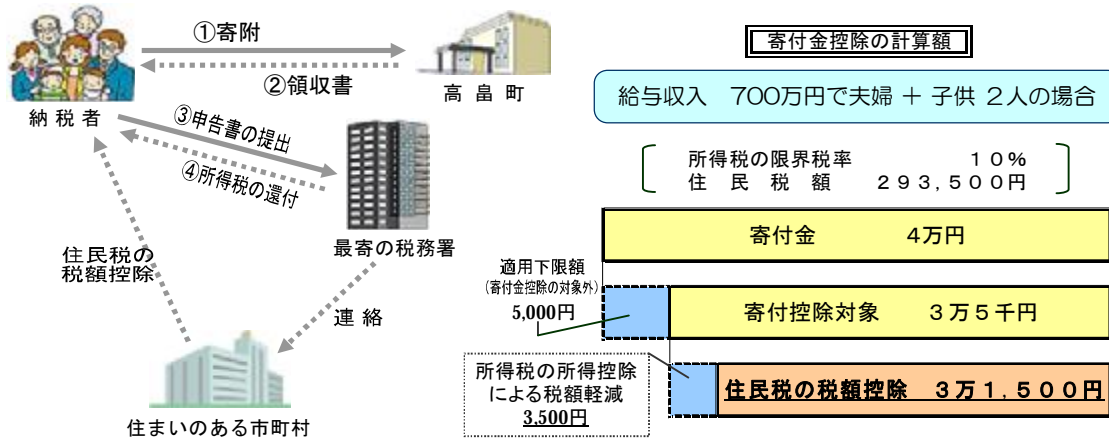 ①寄附
②領収書
納税者
高畠町
③申告書の提出
④所得税の還付
最寄の税務署
住民税の
税額控除
連絡
住まいのある市町村
寄付金控除の計算額
給与収入 700万円で夫婦 + 子供 2人の場合
所得税の限界税率 10%
住民税額 293,500円
寄付金 4万円
適用下限額
(寄付金控除の対象外)
5,000円
寄付控除対象 3万5千円
所得税の所得控除
による税額軽減
3,500円
住民税の税額控除 3万1,500円